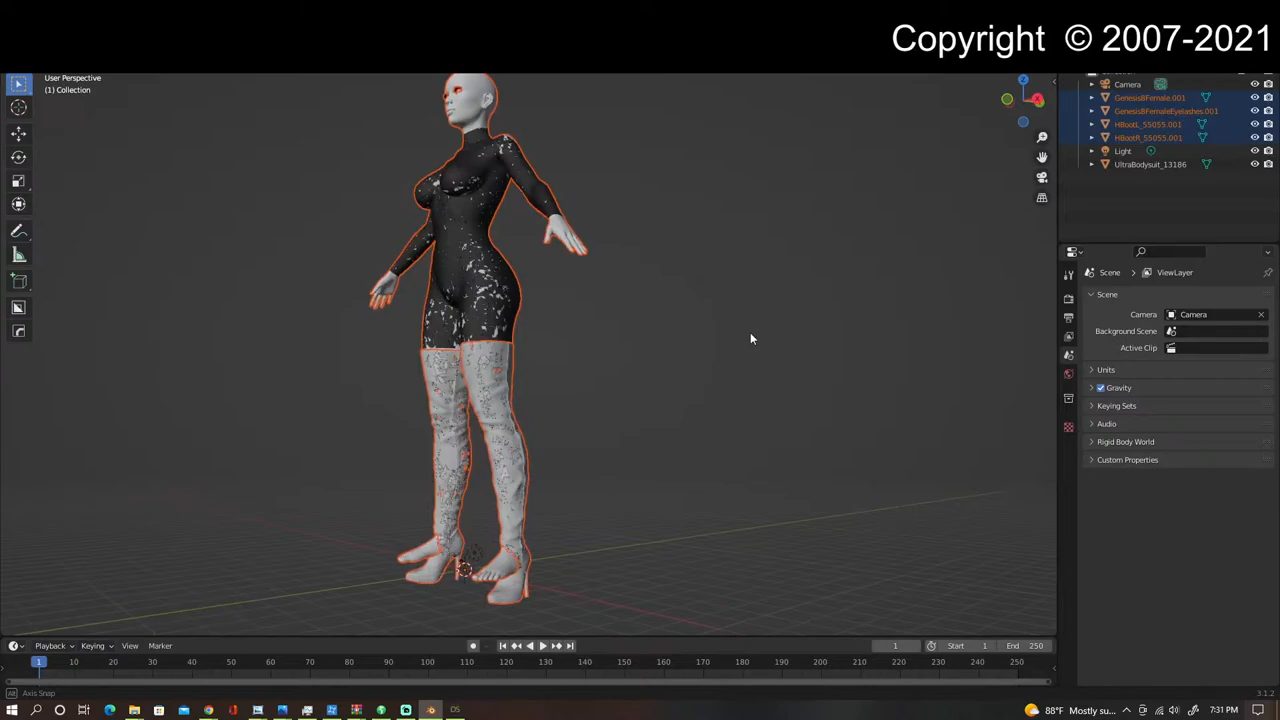 Copyright © 2007-2021
User Perspective
(1) Collection
Camera
Genesis8Female.001
Genesis8FemaleEyelashes.001
HBootL_55055.001
HBootR_55055.001
Light
UltraBodysuit_13186
Scene
ViewLayer
Scene
Camera
Camera
Background Scene
Active Clip
Units
Gravity
Keying Sets
Audio
Rigid Body World
Custom Properties
Playback Keying View Marker
1 Start 1 End 250
1 10 20 30 40 50 60 70 80 90 100 110 120 130 140 150 160 170 180 190 200 210 220 230 240 250
Axis Snap
3.1.2
DS
88°F Mostly su...
7:31 PM